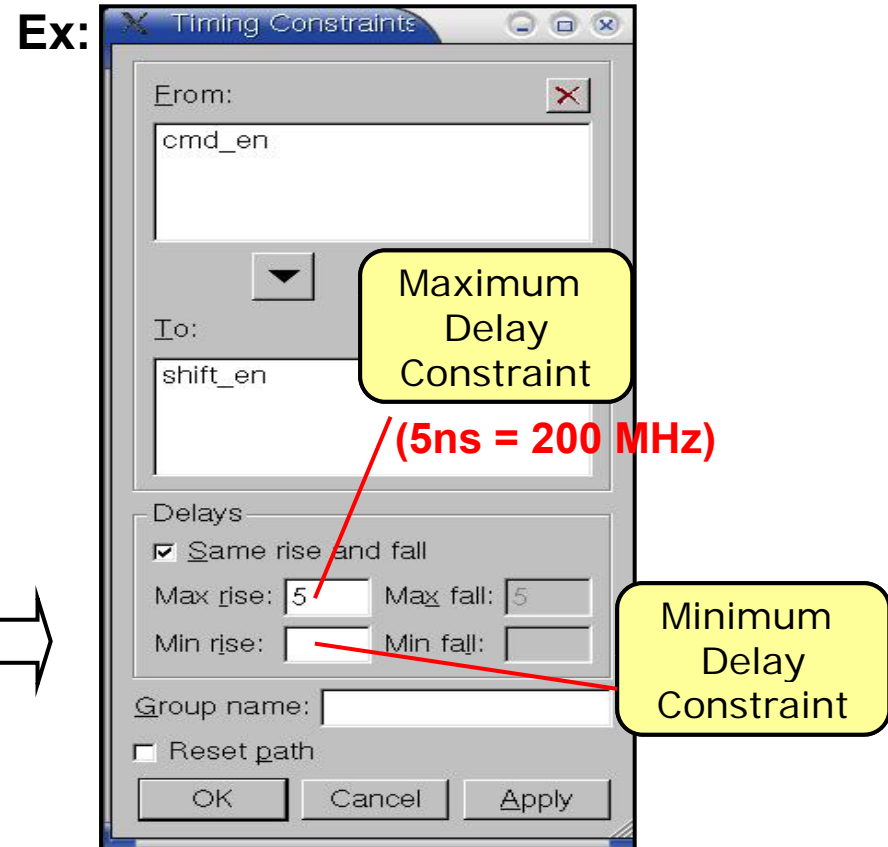 Ex:
Timing Constraints
From:
cmd_en
Maximum
Delay
Constraint
To:
shift_en
(5ns = 200 MHz)
Delays
Same rise and fall
Max rise: 5 Max fall: 5
Min rise: Min fall:
Minimum
Delay
Constraint
Group name:
Reset path
OK Cancel Apply